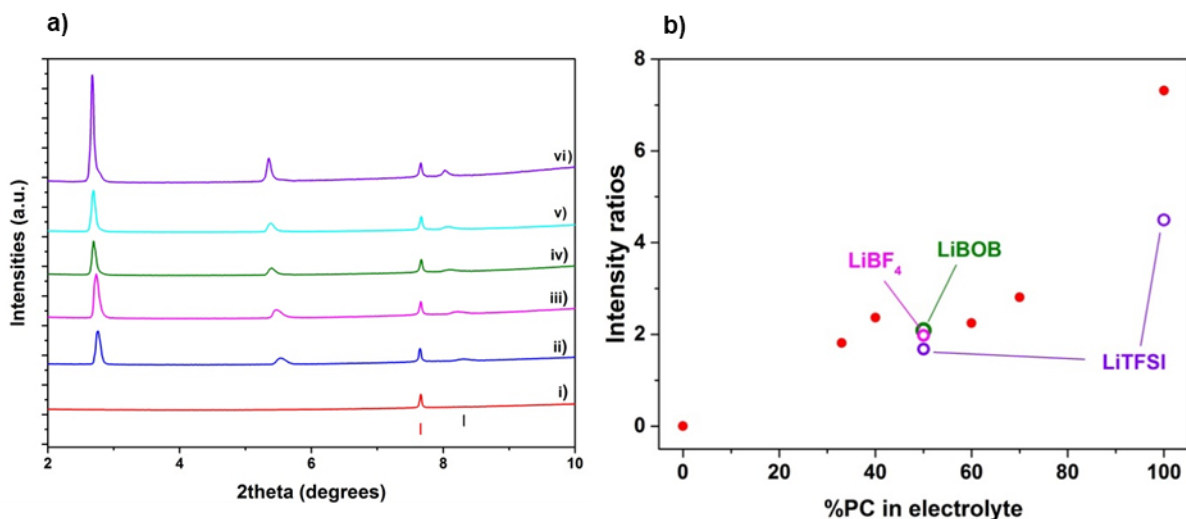 a)
Intensities (a.u.)
vi)
v)
iv)
iii)
ii)
i)
2 4 6 8 10
2theta (degrees)
b)
8
6
4
2
0
Intensity ratios
LiBOB
LiBF4
LiTFSI
0 20 40 60 80 100
%PC in electrolyte